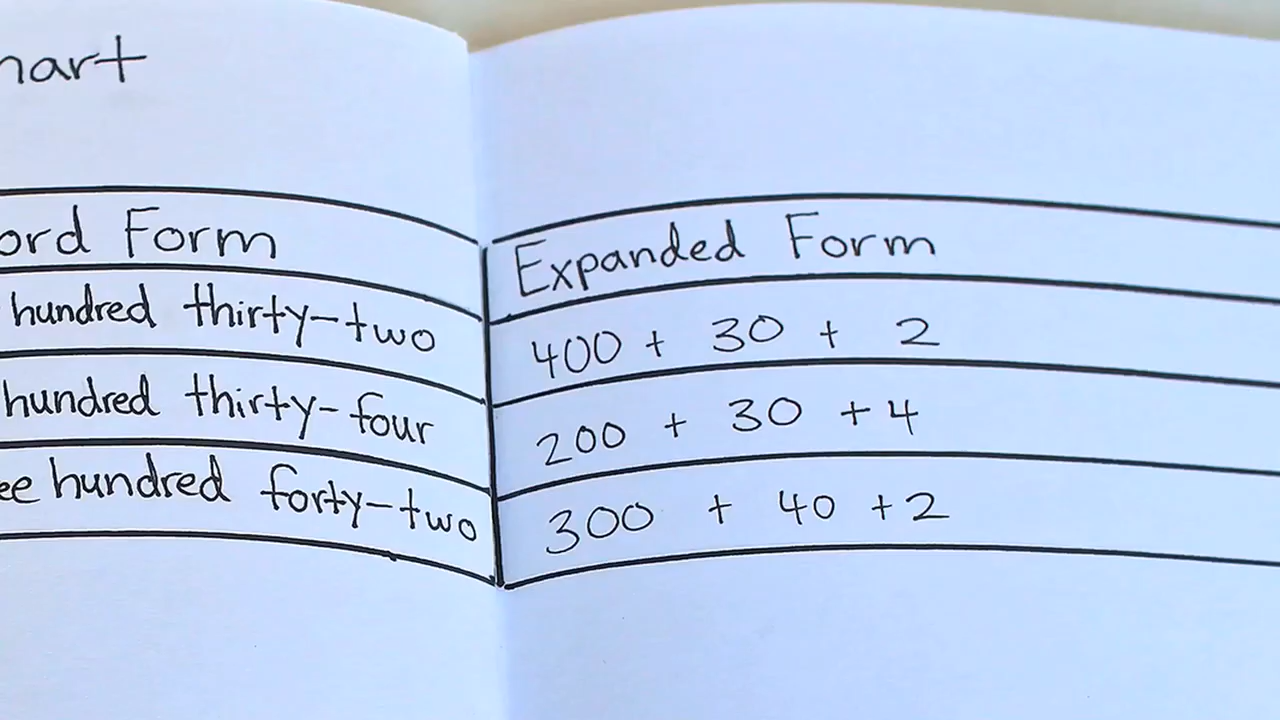 hart
ord Form Expanded Form
hundred thirty-two 400 + 30 + 2
hundred thirty-four 200 + 30 + 4
ee hundred forty-two 300 + 40 + 2